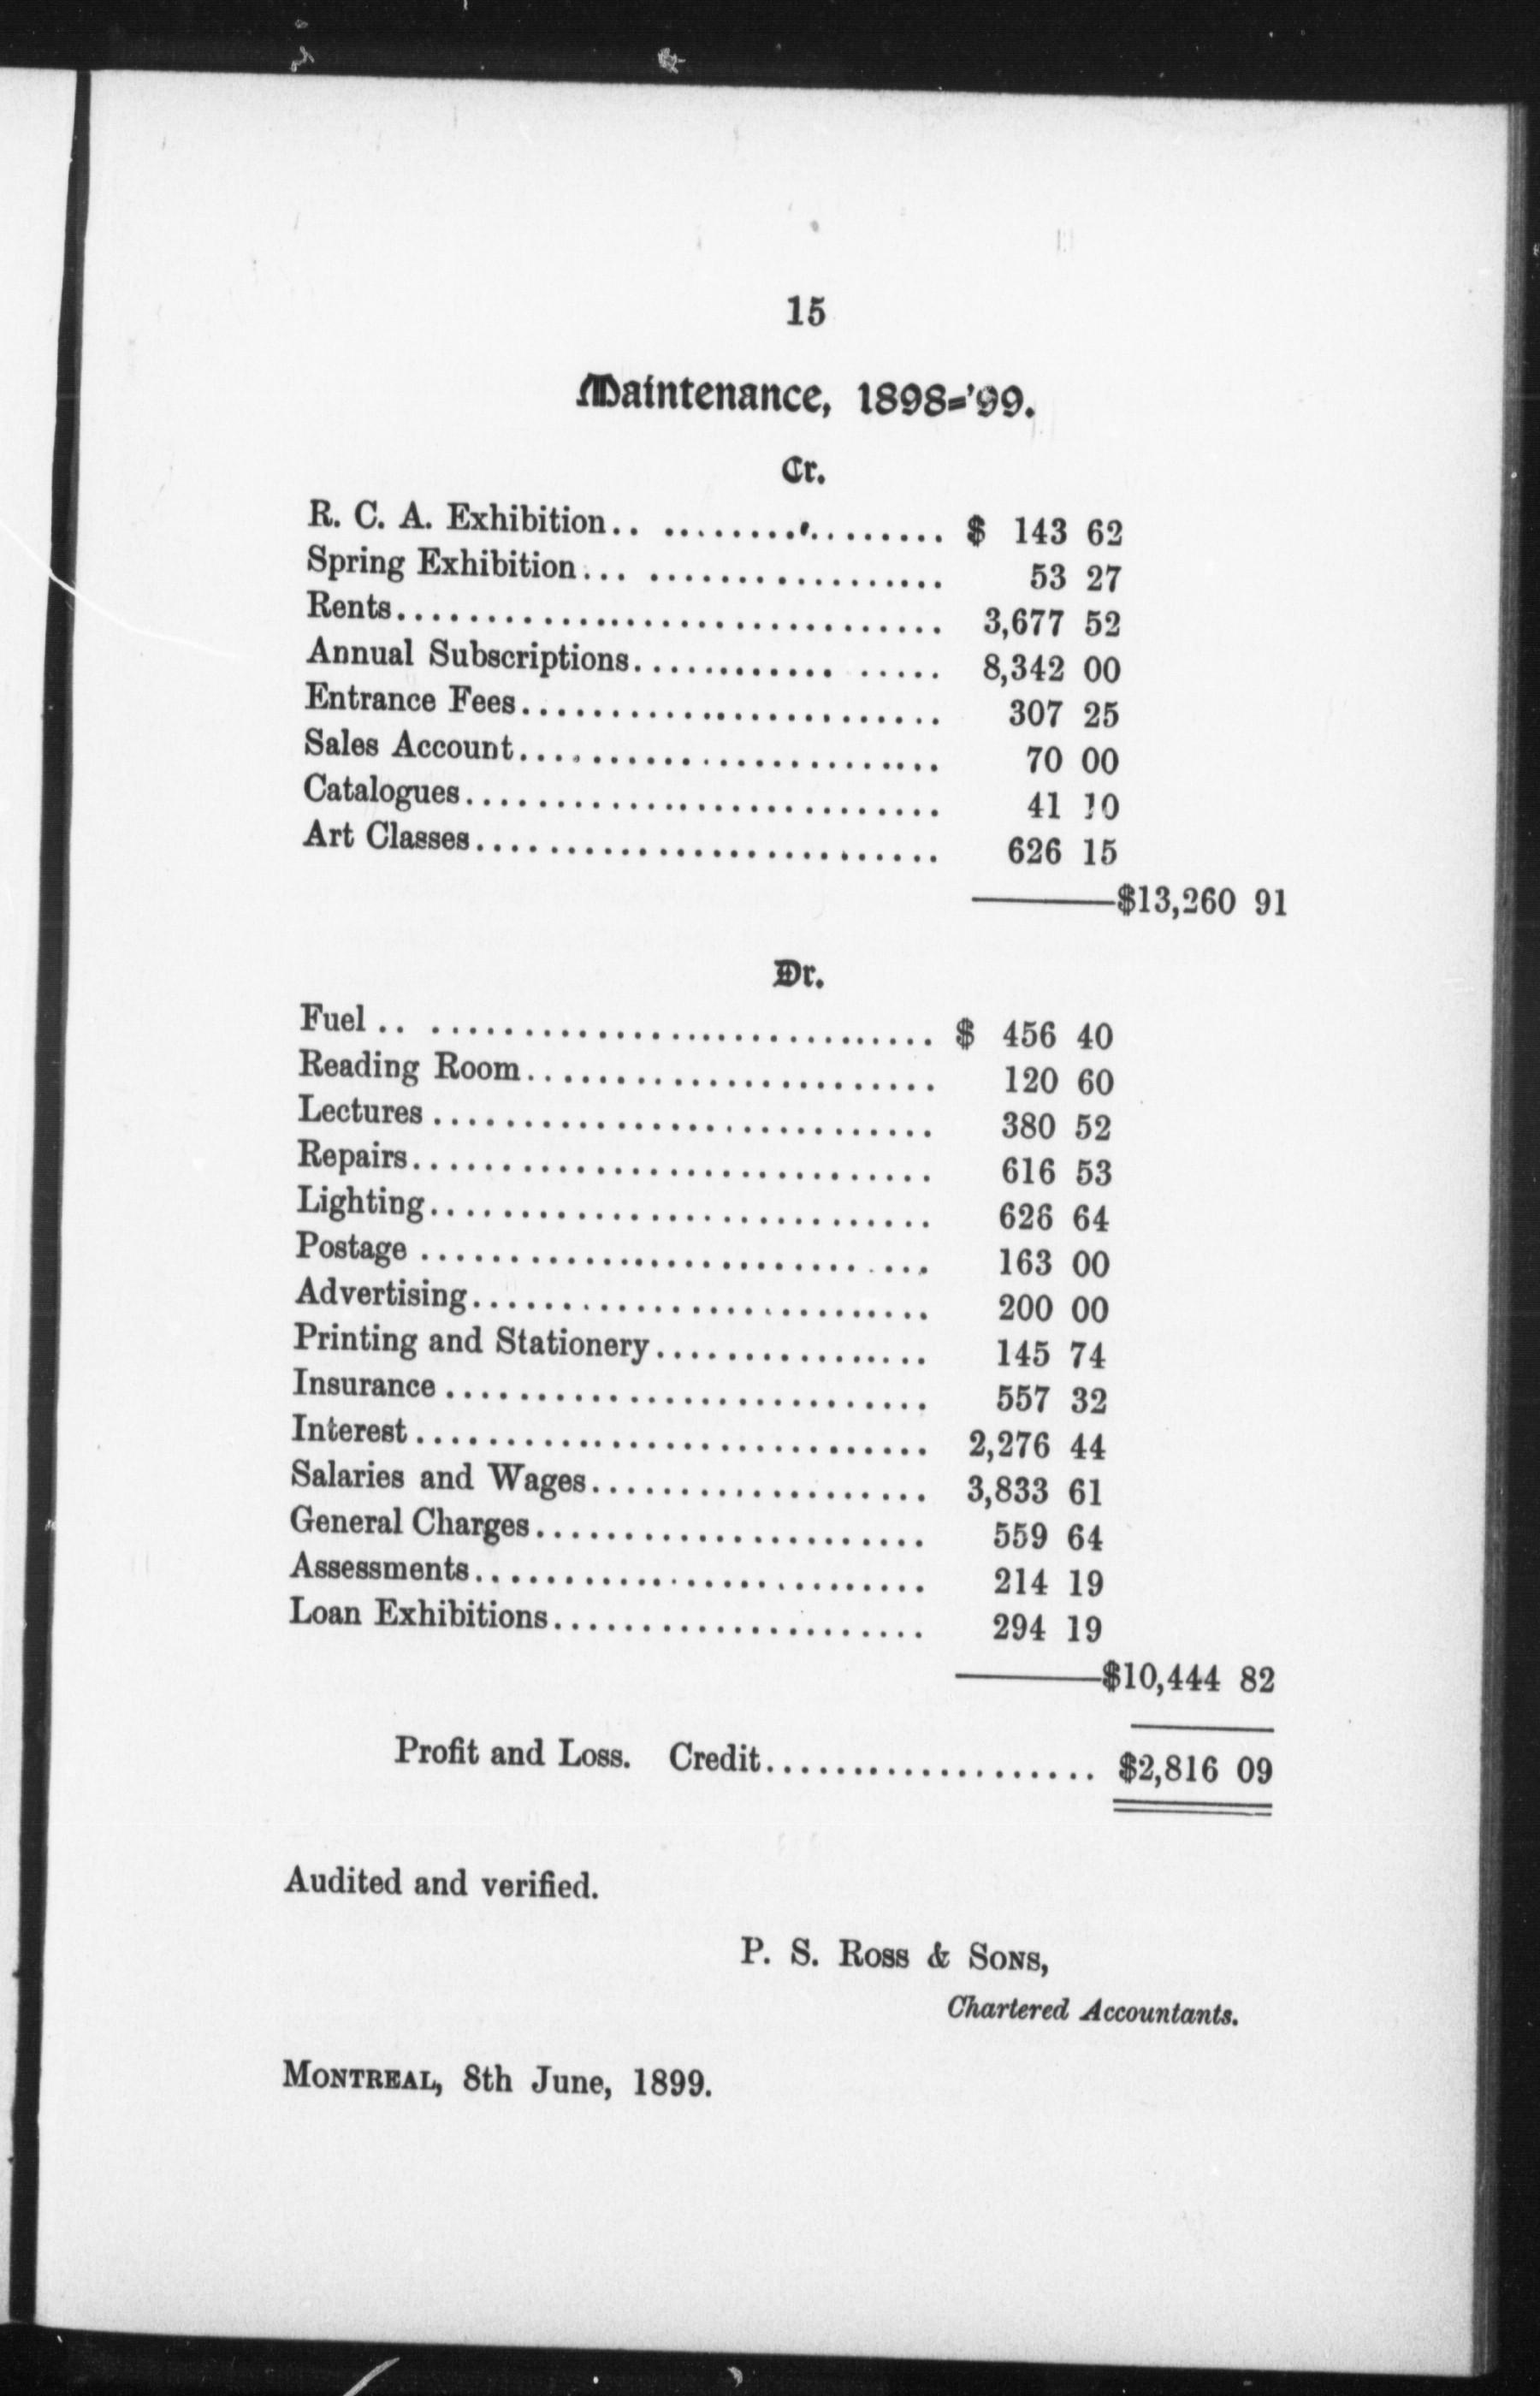 15
Maintenance, 1898-'99.
Cr.
R. C. A. Exhibition.. .................. $ 143 62
Spring Exhibition... ................. 53 27
Rents................................ 3,677 52
Annual Subscriptions............ ..... 8,342 00
Entrance Fees........................ 307 25
Sales Account........................ 70 00
Catalogues........................... 41 10
Art Classes.......................... 626 15
$13,260 91
Dr.
Fuel .. ............................. $ 456 40
Reading Room....................... 120 60
Lectures ............................ 380 52
Repairs............................. 616 53
Lighting............................ 626 64
Postage ............................. 163 00
Advertising.......................... 200 00
Printing and Stationery............... 145 74
Insurance ........................... 557 32
Interest ............................. 2,276 44
Salaries and Wages................... 3,833 61
General Charges...................... 559 64
Assessments.......................... 214 19
Loan Exhibitions..................... 294 19
$10,444 82
Profit and Loss. Credit................... $2,816 09
Audited and verified.
P. S. Ross & Sons,
Chartered Accountants.
Montreal, 8th June, 1899.